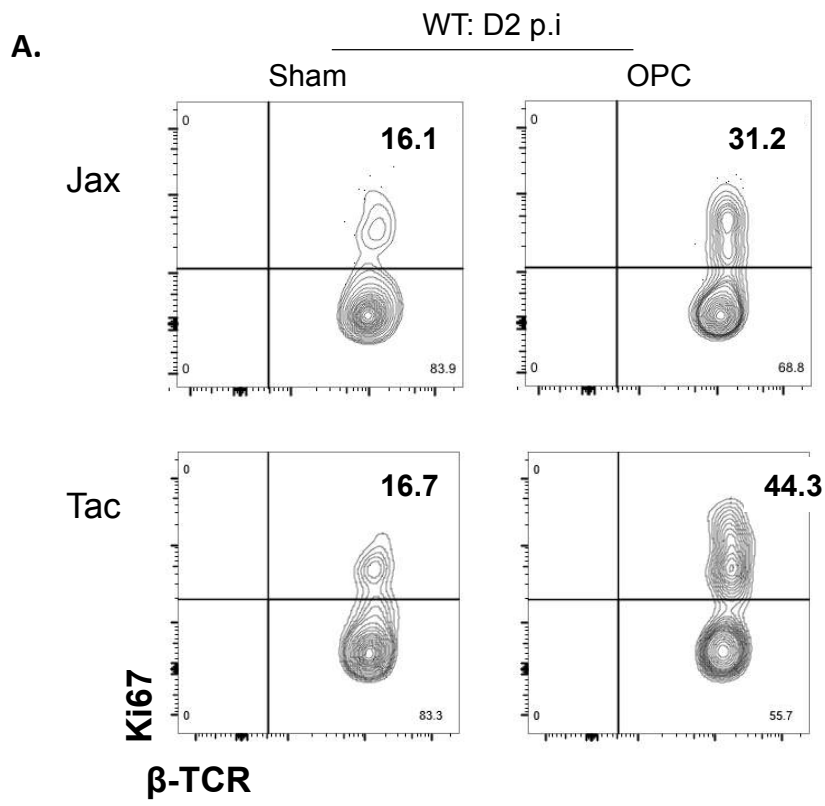 A.
WT: D2 p.i
Sham OPC
Jax
0 16.1 0 31.2
0 83.9 0 68.8
Tac
0 16.7 0 44.3
0 83.3 0 55.7
Ki67
β-TCR